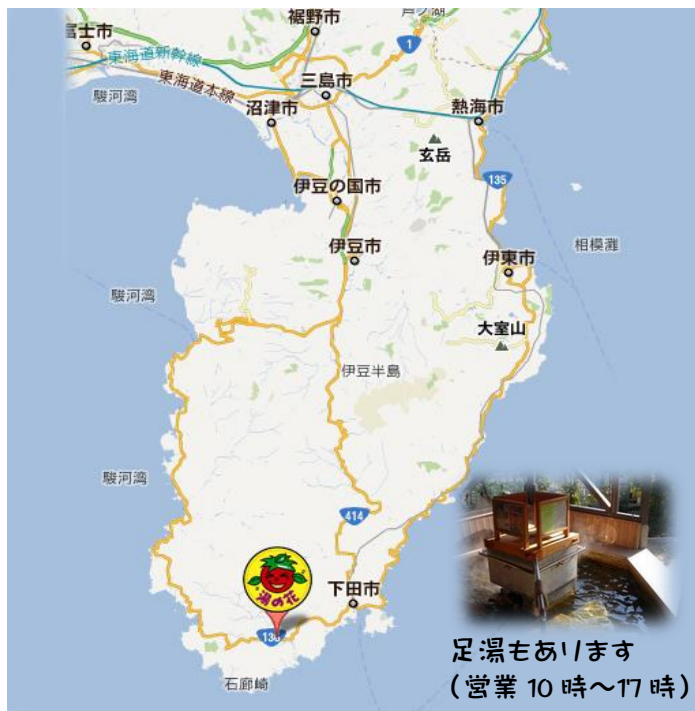 裾野市
芦ノ湖
富士市
1
東海道新幹線
東海道本線
三島市
駿河湾
沼津市
熱海市
玄岳
135
伊豆の国市
伊豆市
相模灘
伊東市
駿河湾
大室山
伊豆半島
駿河湾
414
湯の花
下田市
136
石廊崎
足湯もあります
(営業10時～17時)